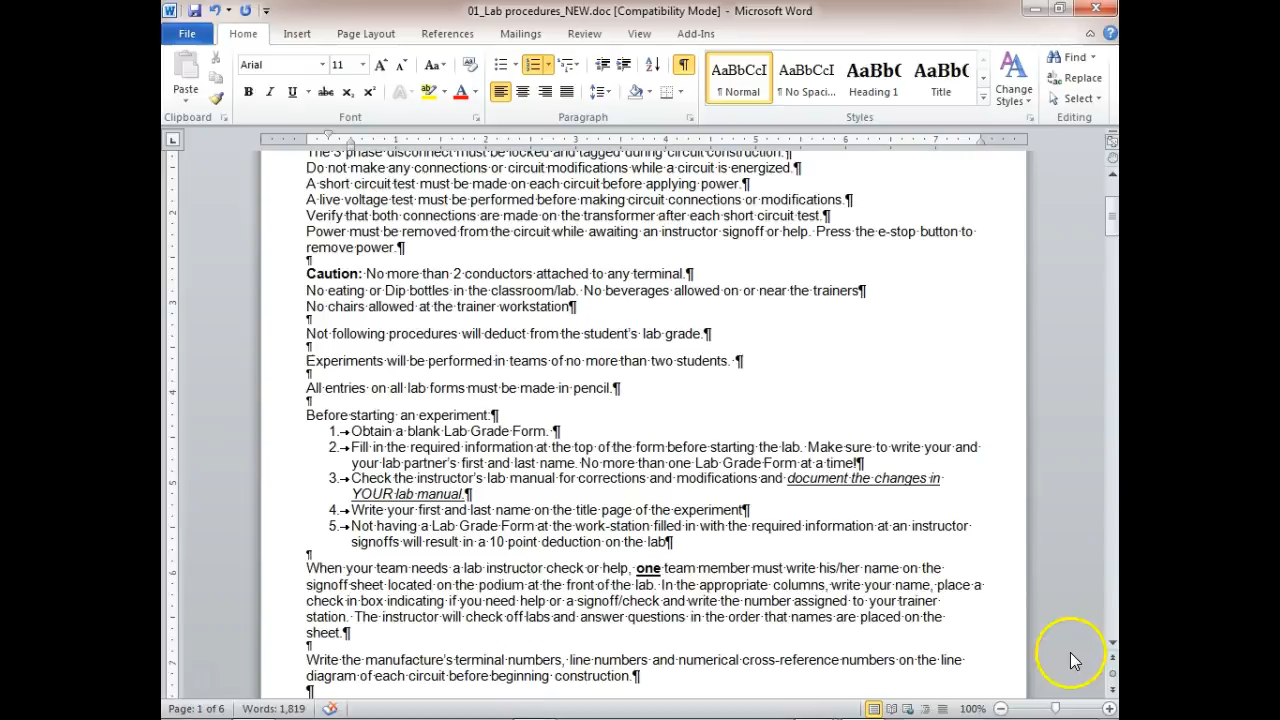 01_Lab procedures_NEW.doc [Compatibility Mode] - Microsoft Word
File Home Insert Page Layout References Mailings Review View Add-Ins
Arial 11 Aa AaBbCcI AaBbCcI AaBbC AaBbC Find
Paste Replace
B I U abc x₂ x² A ab A ¶ Normal ¶ No Spaci... Heading 1 Title Change Styles Select
Clipboard Font Paragraph Styles Editing
1 2 3 4 5 6 7
The 3 phase disconnect must be locked and tagged during circuit construction.¶
Do not make any connections or circuit modifications while a circuit is energized.¶
A short circuit test must be made on each circuit before applying power.¶
A live voltage test must be performed before making circuit connections or modifications.¶
Verify that both connections are made on the transformer after each short circuit test.¶
Power must be removed from the circuit while awaiting an instructor signoff or help. Press the e-stop button to
remove power.¶
¶
Caution: No more than 2 conductors attached to any terminal.¶
No eating or Dip bottles in the classroom/lab. No beverages allowed on or near the trainers¶
No chairs allowed at the trainer workstation¶
¶
Not following procedures will deduct from the student's lab grade.¶
¶
Experiments will be performed in teams of no more than two students. ¶
¶
All entries on all lab forms must be made in pencil.¶
¶
Before starting an experiment:¶
1.→Obtain a blank Lab Grade Form. ¶
2.→Fill in the required information at the top of the form before starting the lab. Make sure to write your and
your lab partner's first and last name. No more than one Lab Grade Form at a time!¶
3.→Check the instructor's lab manual for corrections and modifications and document the changes in
YOUR lab manual.¶
4.→Write your first and last name on the title page of the experiment¶
5.→Not having a Lab Grade Form at the work-station filled in with the required information at an instructor
signoffs will result in a 10 point deduction on the lab¶
¶
When your team needs a lab instructor check or help, one team member must write his/her name on the
signoff sheet located on the podium at the front of the lab. In the appropriate columns, write your name, place a
check in box indicating if you need help or a signoff/check and write the number assigned to your trainer
station. The instructor will check off labs and answer questions in the order that names are placed on the
sheet.¶
¶
Write the manufacture's terminal numbers, line numbers and numerical cross-reference numbers on the line
diagram of each circuit before beginning construction.¶
¶
Page: 1 of 6 Words: 1,819 100%